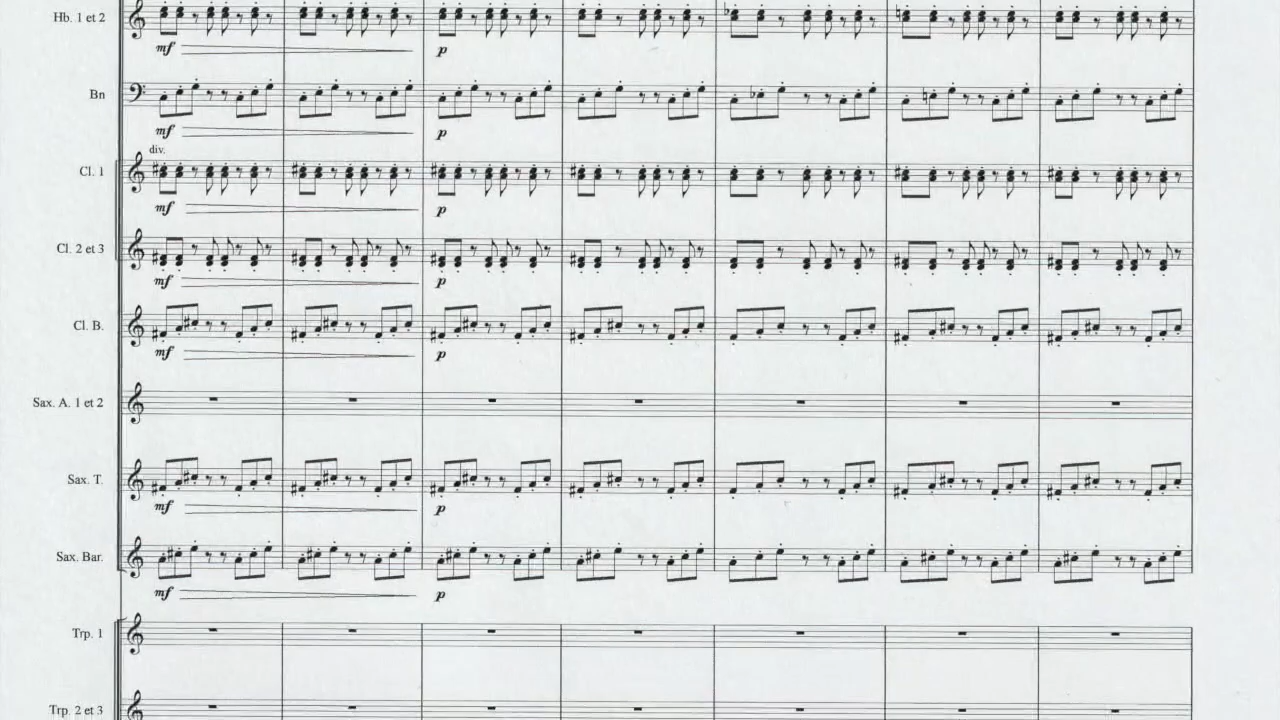 Hb. 1 et 2
mf
p
Bn
mf
p
div.
Cl. 1
mf
p
Cl. 2 et 3
mf
p
Cl. B.
mf
p
Sax. A. 1 et 2
Sax. T.
mf
p
Sax. Bar.
mf
p
Trp. 1
Trp. 2 et 3